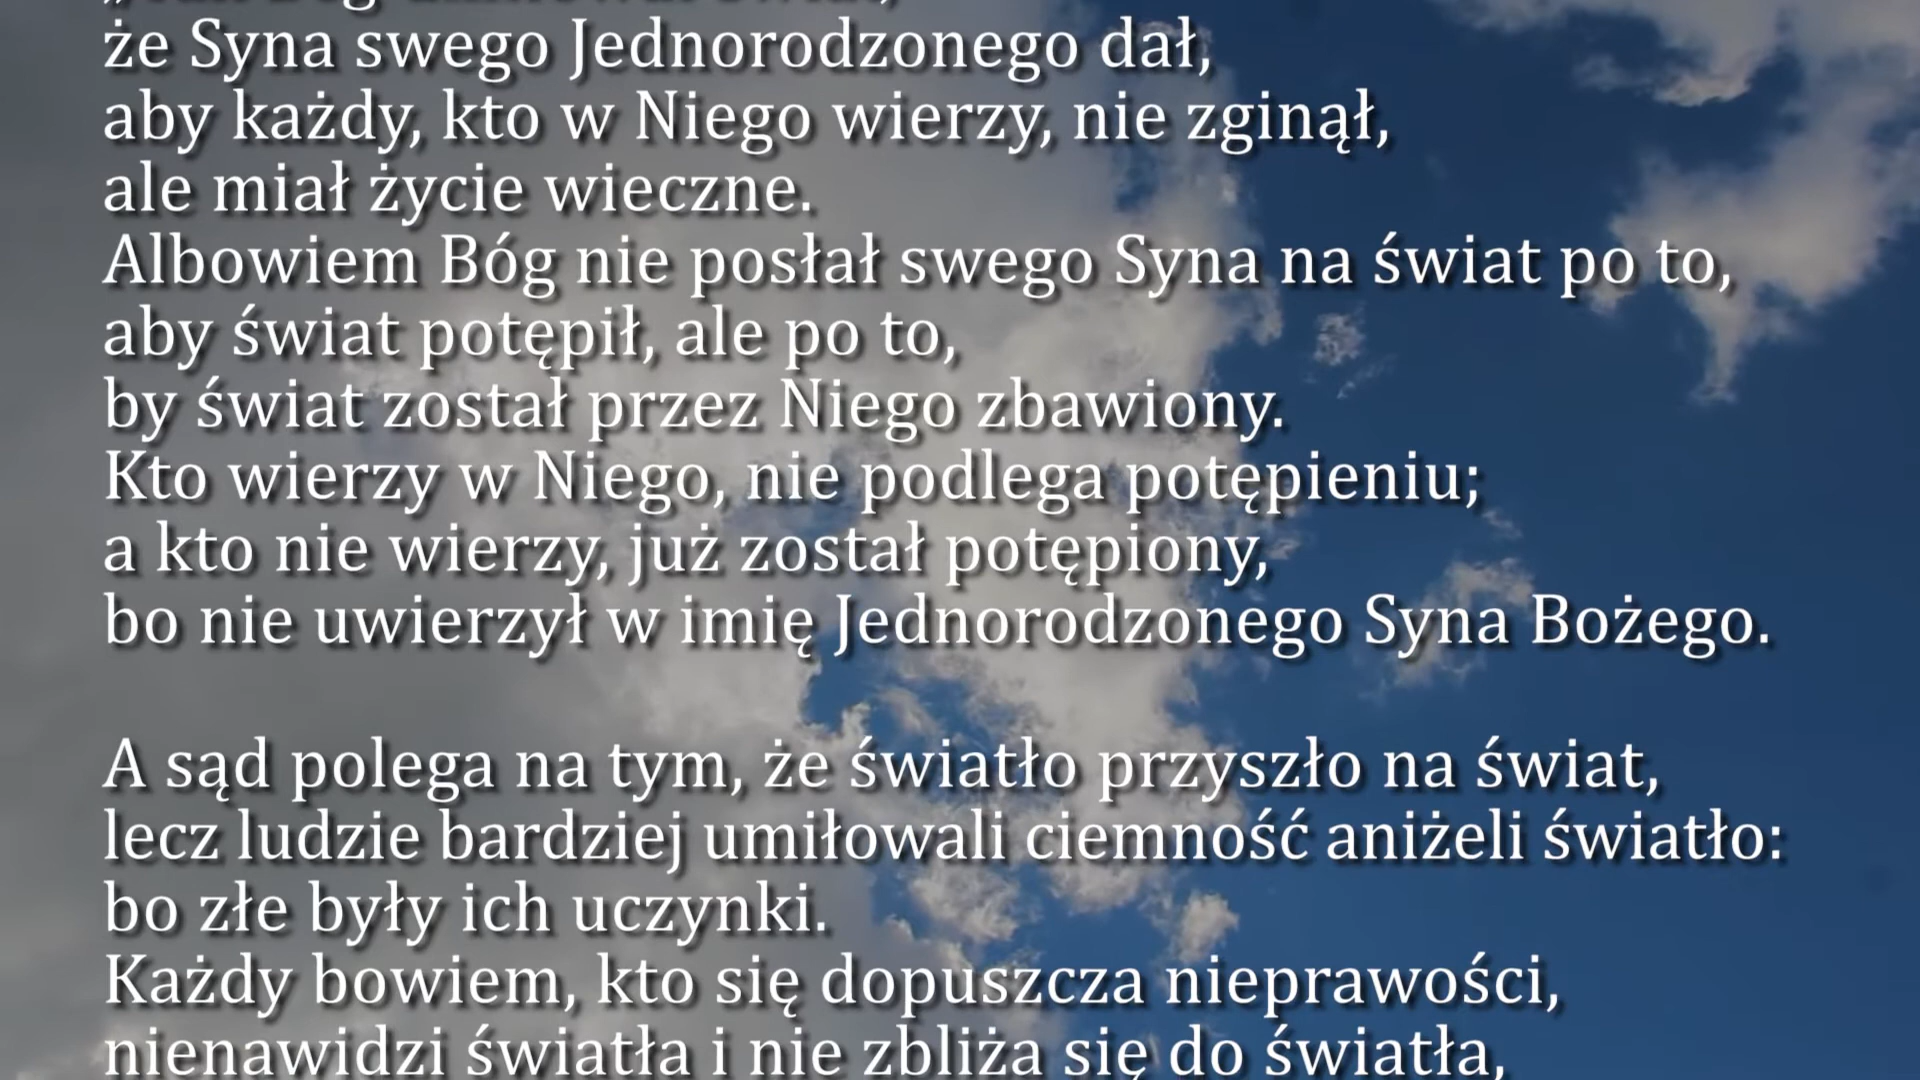 że Syna swego Jednorodzonego dał,
aby każdy, kto w Niego wierzy, nie zginął,
ale miał życie wieczne.
Albowiem Bóg nie posłał swego Syna na świat po to,
aby świat potępił, ale po to,
by świat został przez Niego zbawiony.
Kto wierzy w Niego, nie podlega potępieniu;
a kto nie wierzy, już został potępiony,
bo nie uwierzył w imię Jednorodzonego Syna Bożego.
A sąd polega na tym, że światło przyszło na świat,
lecz ludzie bardziej umiłowali ciemność aniżeli światło:
bo złe były ich uczynki.
Każdy bowiem, kto się dopuszcza nieprawości,
nienawidzi światła i nie zbliża się do światła,